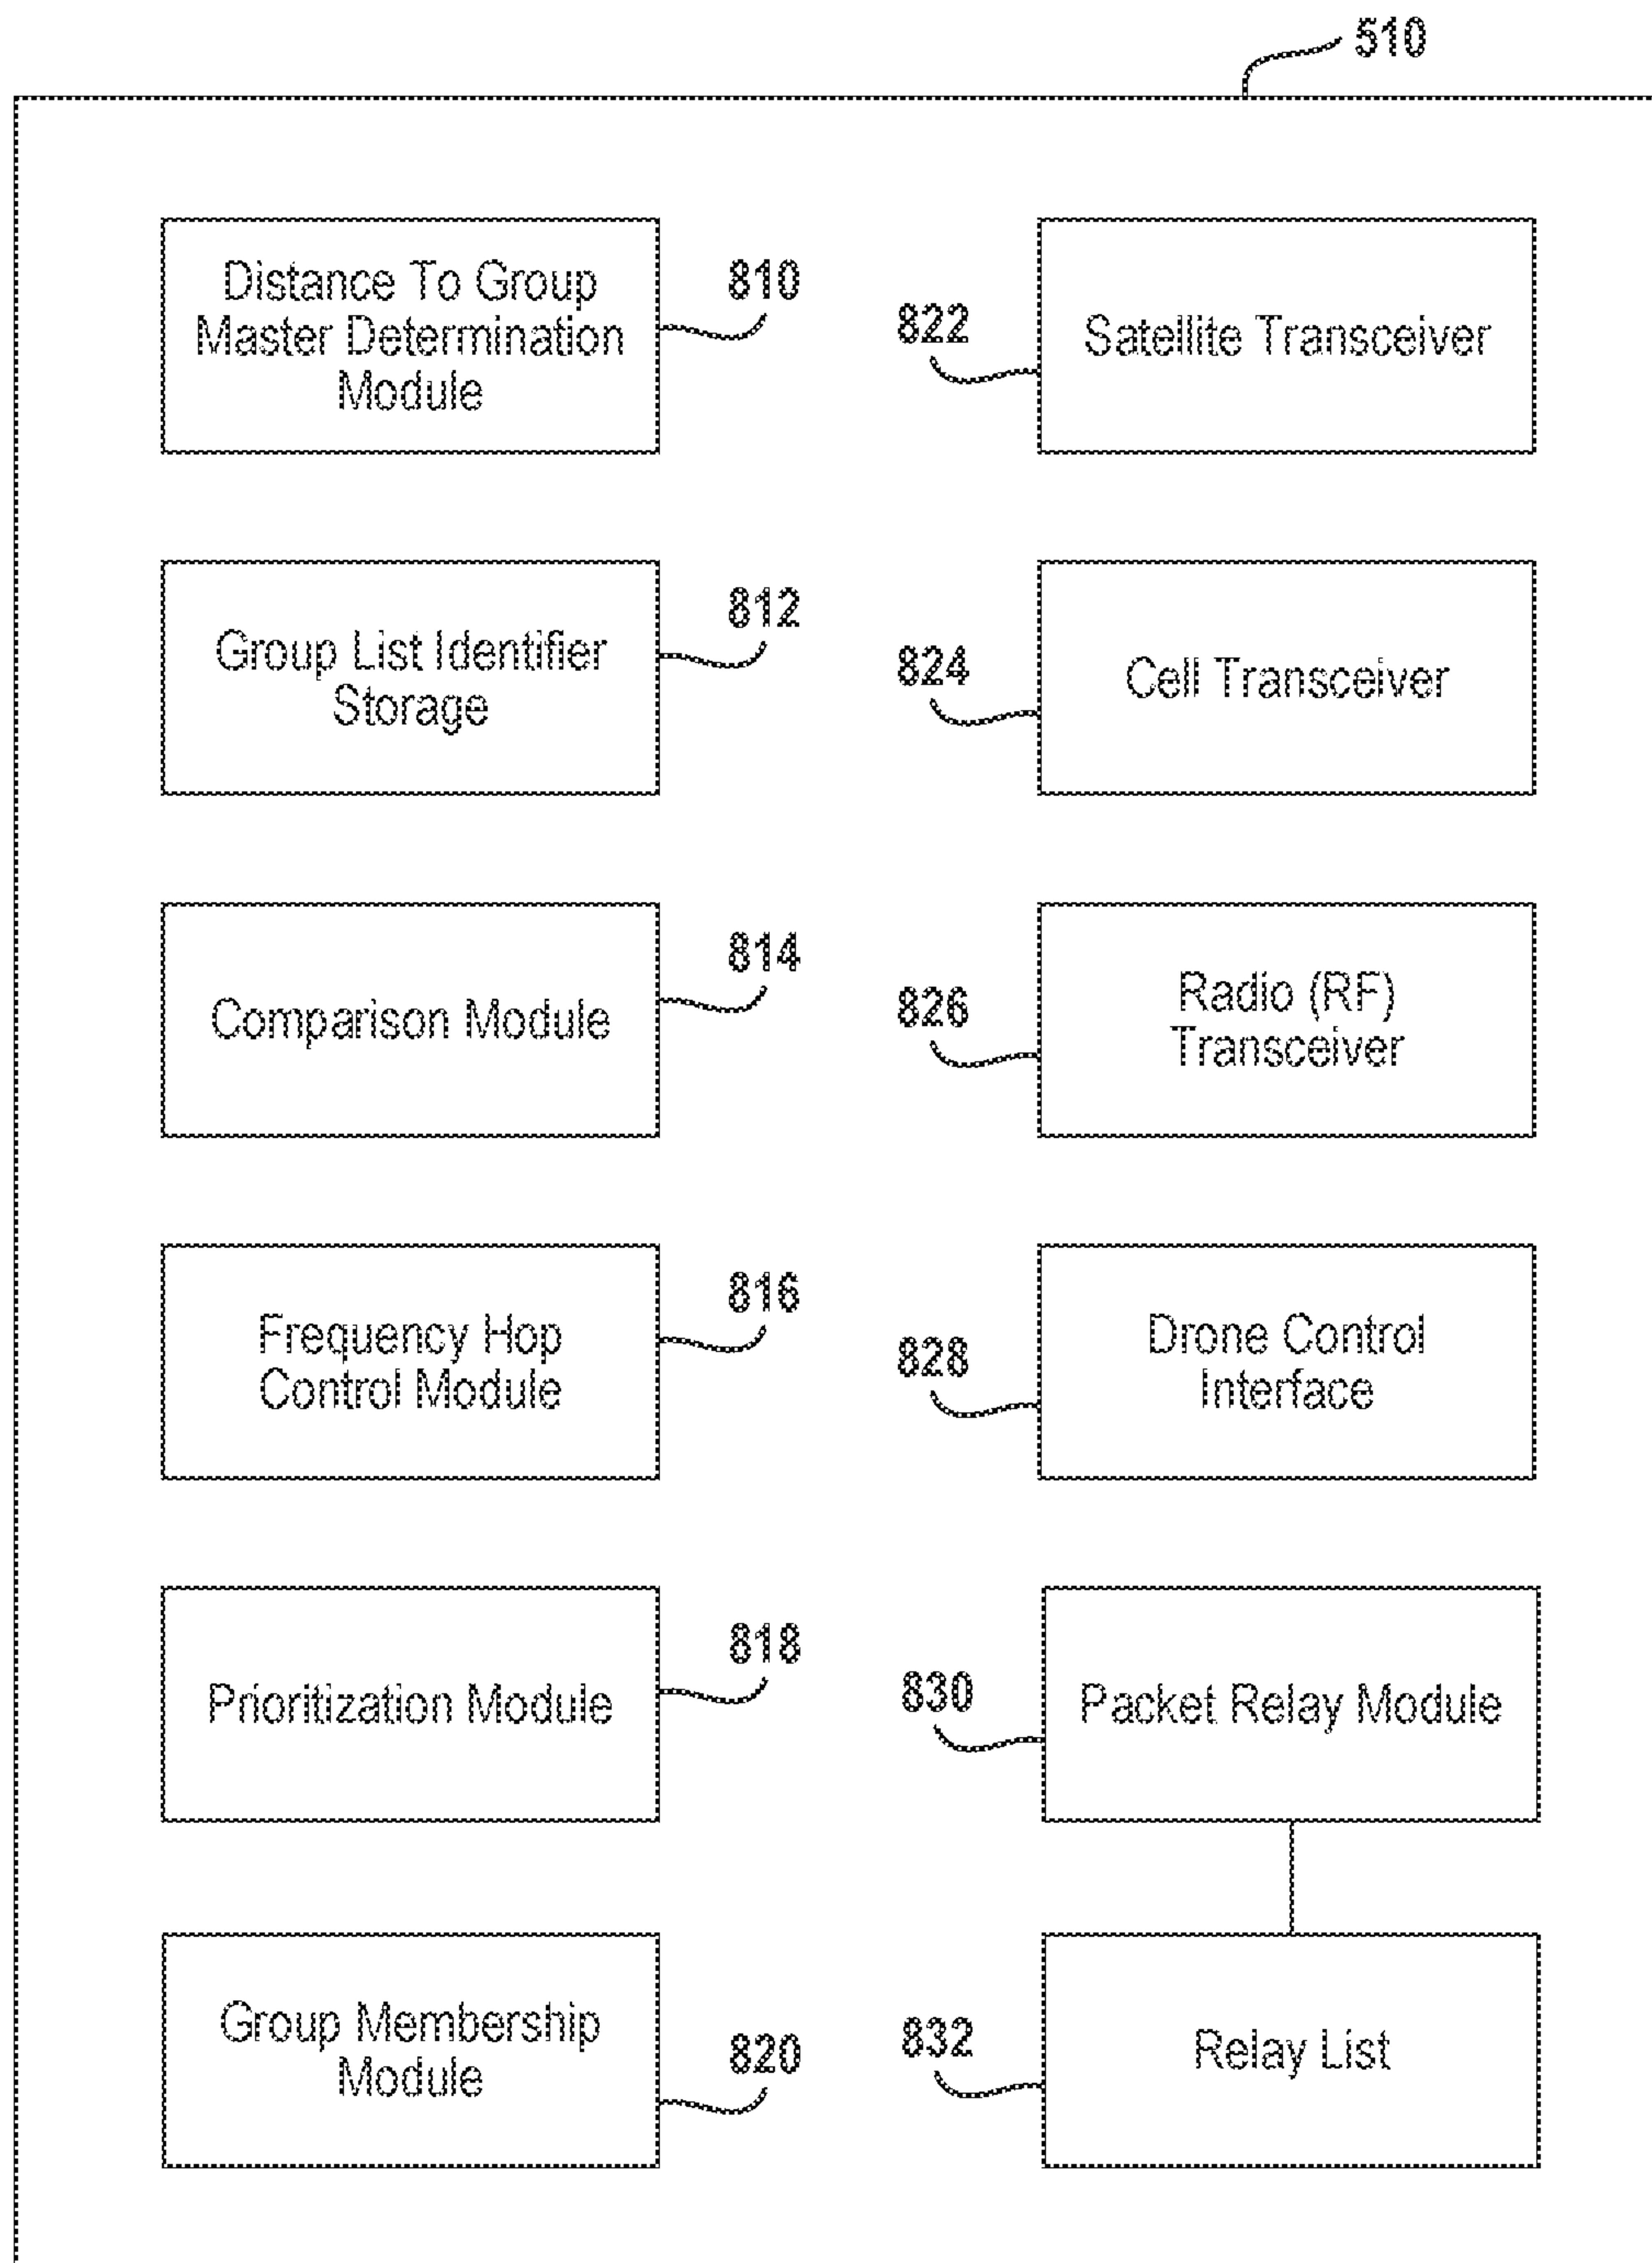 510
Distance To Group
Master Determination
Module
810
822
Satellite Transceiver
Group List Identifier
Storage
812
824
Cell Transceiver
Comparison Module
814
826
Radio (RF)
Transceiver
Frequency Hop
Control Module
816
828
Drone Control
Interface
Prioritization Module
818
830
Packet Relay Module
Group Membership
Module
820
832
Relay List